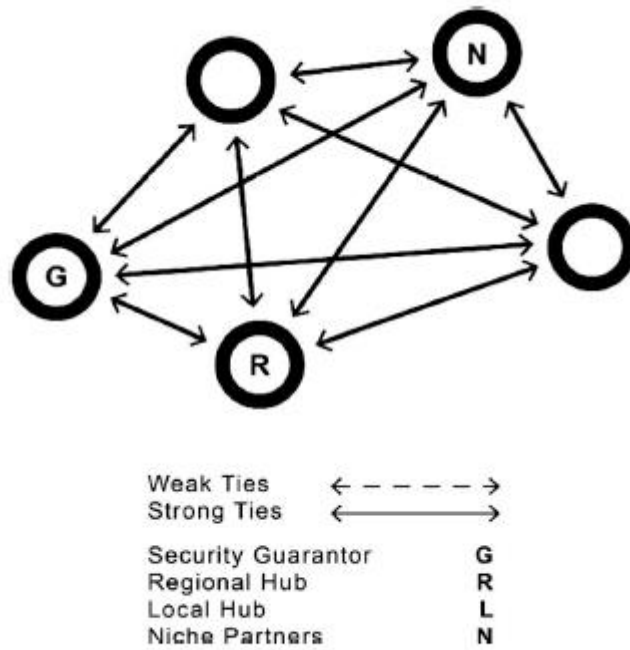 N
G
R
Weak Ties
Strong Ties
Security Guarantor G
Regional Hub R
Local Hub L
Niche Partners N